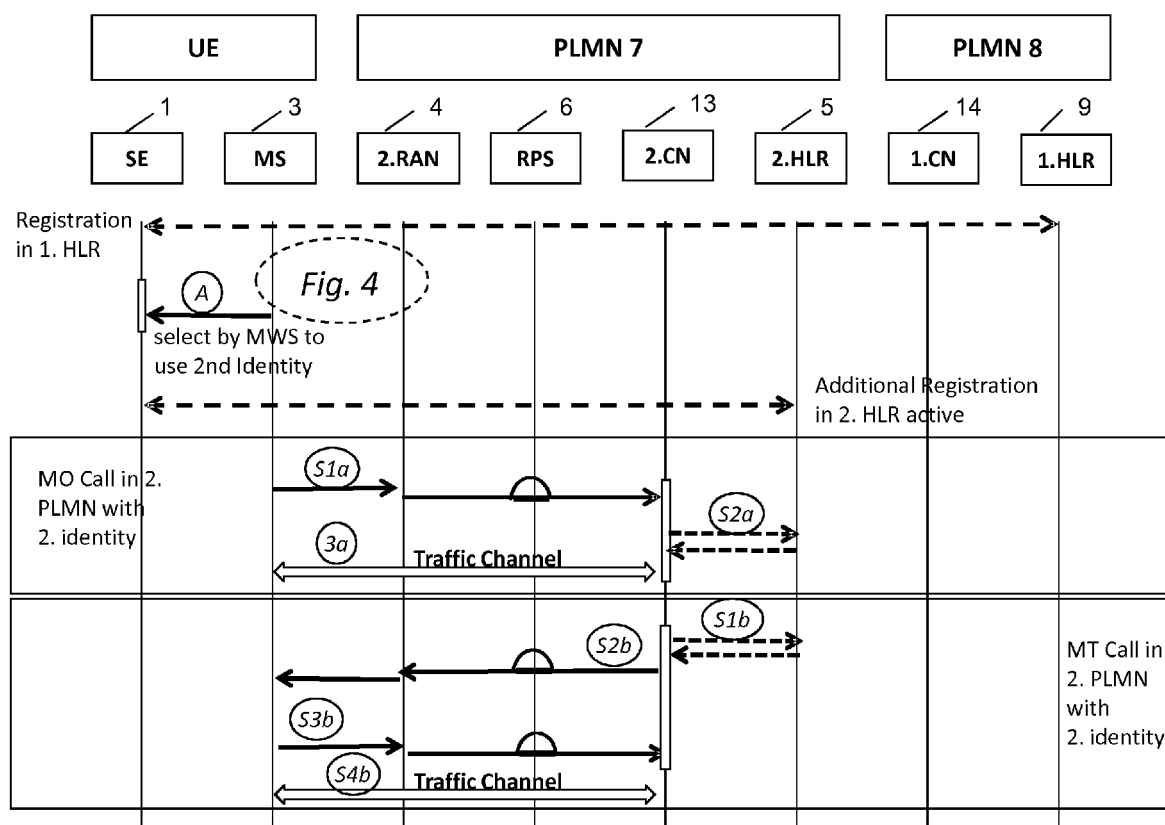 UE
PLMN 7
PLMN 8
1
3
4
6
13
5
14
9
SE
MS
2.RAN
RPS
2.CN
2.HLR
1.CN
1.HLR
Registration
in 1. HLR
Fig. 4
A
select by MWS to
use 2nd Identity
Additional Registration
in 2. HLR active
MO Call in 2.
PLMN with
2. identity
S1a
S2a
3a
Traffic Channel
S1b
S2b
MT Call in
2. PLMN
with
2. identity
S3b
S4b
Traffic Channel